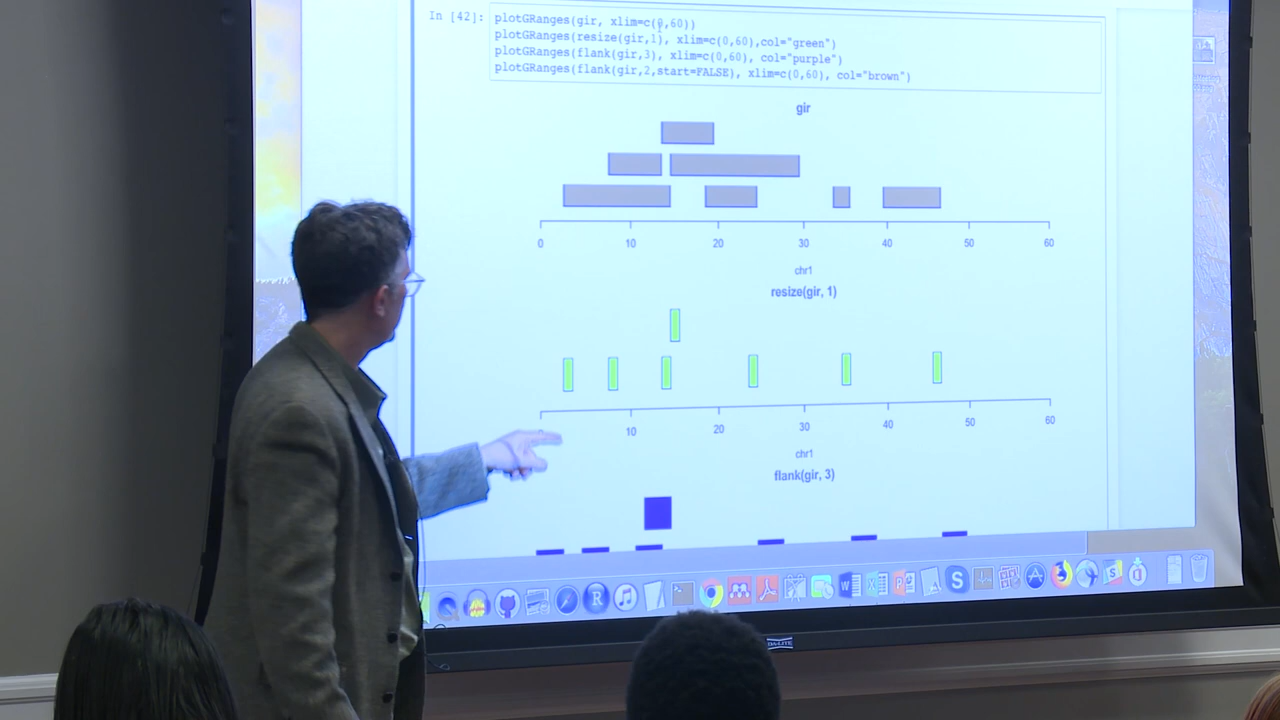 In [42]:
plotGRanges(gir, xlim=c(0,60))
plotGRanges(resize(gir,1), xlim=c(0,60),col="green")
plotGRanges(flank(gir,3), xlim=c(0,60), col="purple")
plotGRanges(flank(gir,2,start=FALSE), xlim=c(0,60), col="brown")
gir
0 10 20 30 40 50 60
chr1
resize(gir, 1)
10 20 30 40 50 60
chr1
flank(gir, 3)
DA-LITE